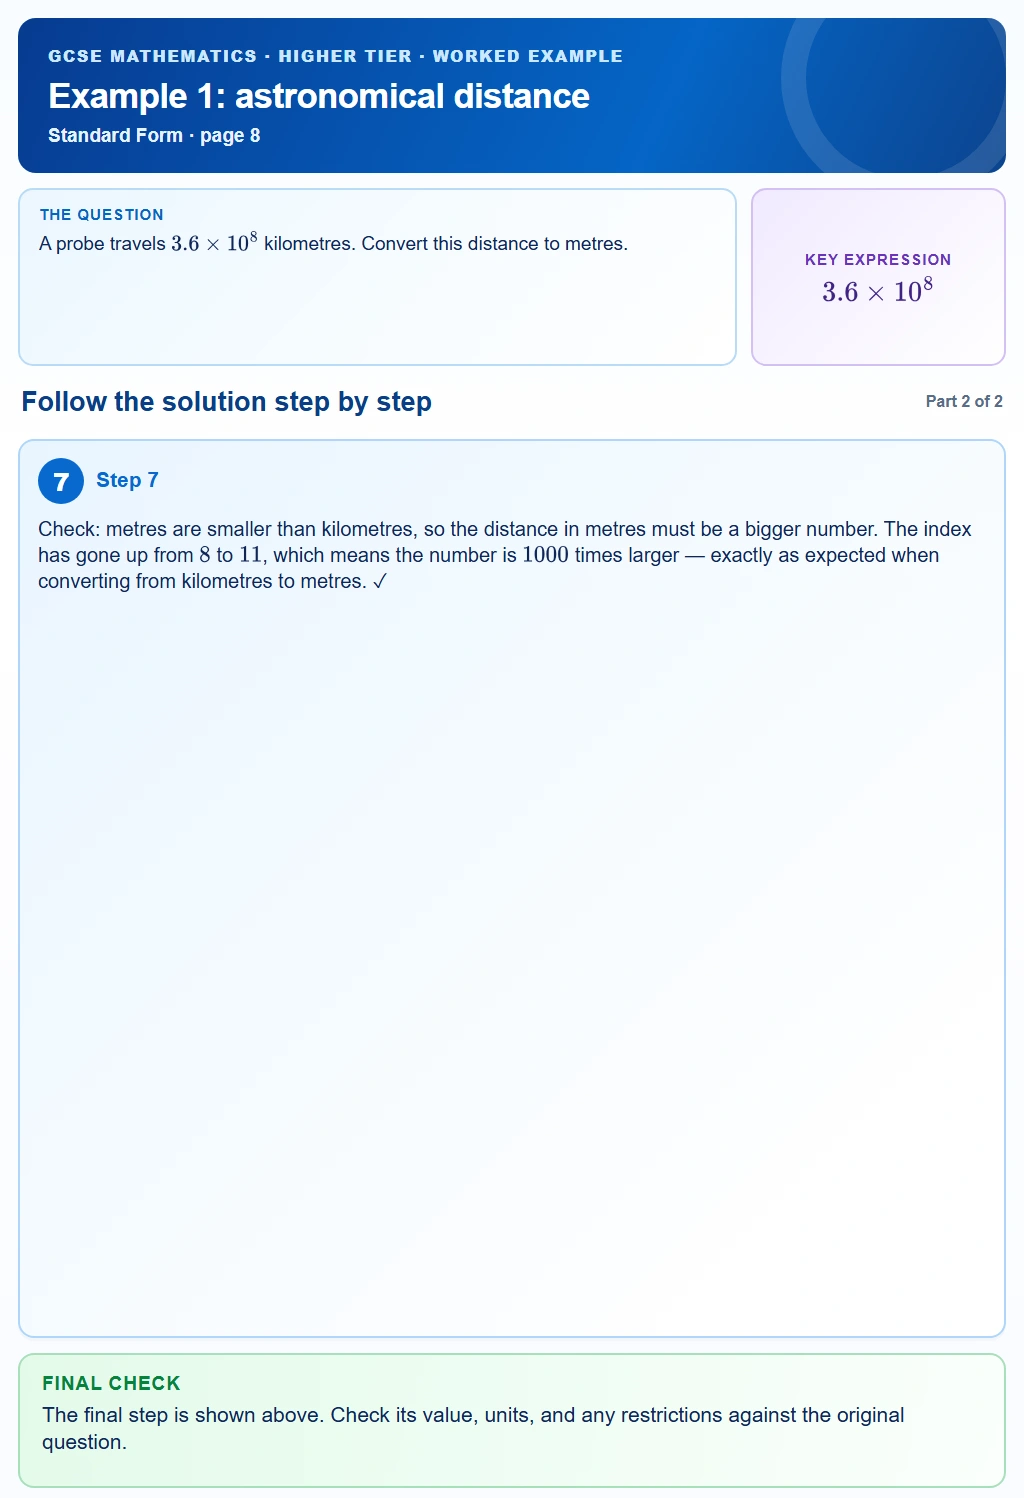 GCSE MATHEMATICS · HIGHER TIER · WORKED EXAMPLE
Example 1: astronomical distance
Standard Form · page 8
THE QUESTION
A probe travels 3.6 × 10⁸ kilometres. Convert this distance to metres.
KEY EXPRESSION
3.6 × 10⁸
Follow the solution step by step
Part 2 of 2
7 Step 7
Check: metres are smaller than kilometres, so the distance in metres must be a bigger number. The index
has gone up from 8 to 11, which means the number is 1000 times larger — exactly as expected when
converting from kilometres to metres. ✓
FINAL CHECK
The final step is shown above. Check its value, units, and any restrictions against the original
question.